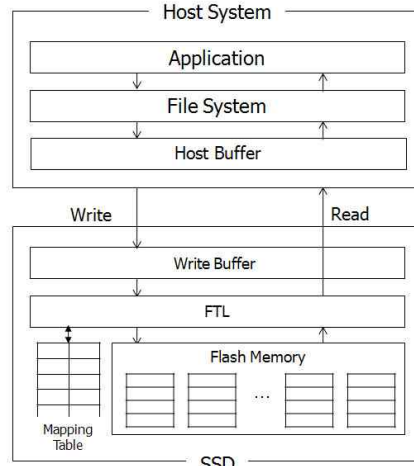 Host System
Application
File System
Host Buffer
Write
Read
Write Buffer
FTL
Flash Memory
...
Mapping
Table
SSD